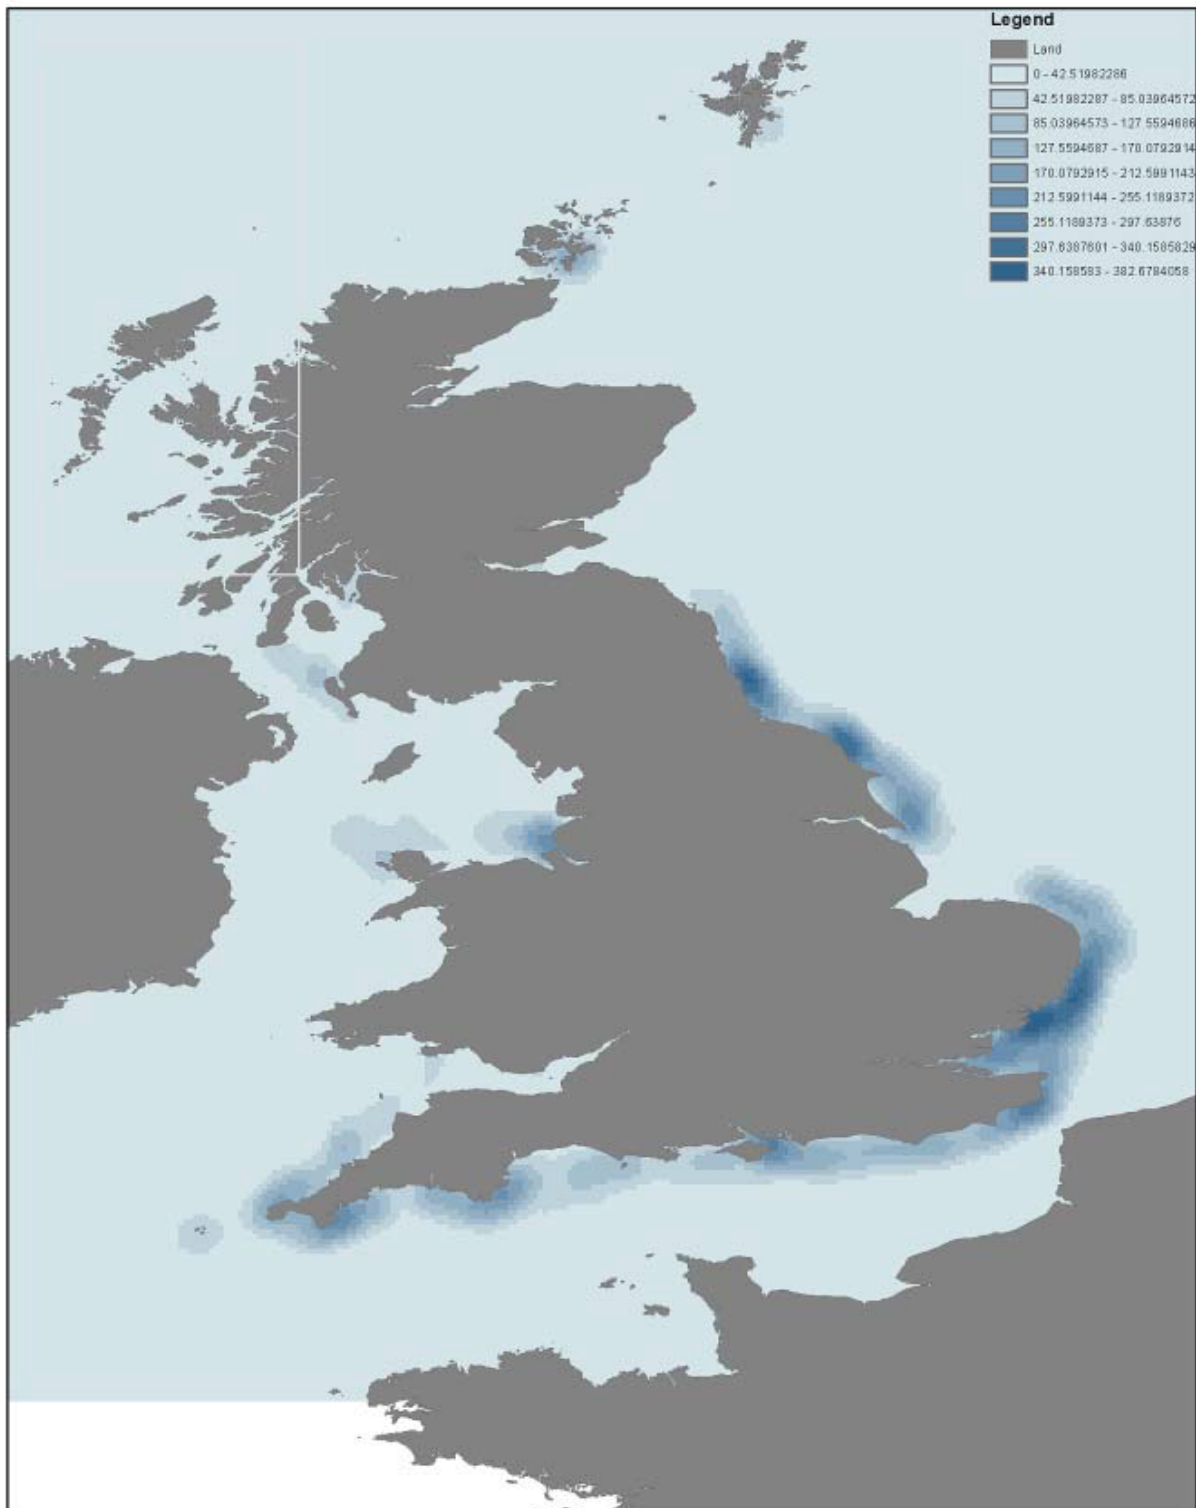 Legend
Land
0 - 42.51982286
42.51982287 - 85.03964572
85.03964573 - 127.5594686
127.5594687 - 170.0792914
170.0792915 - 212.5991143
212.5991144 - 255.1189372
255.1189373 - 297.63876
297.6387601 - 340.1585829
340.158583 - 382.6784058